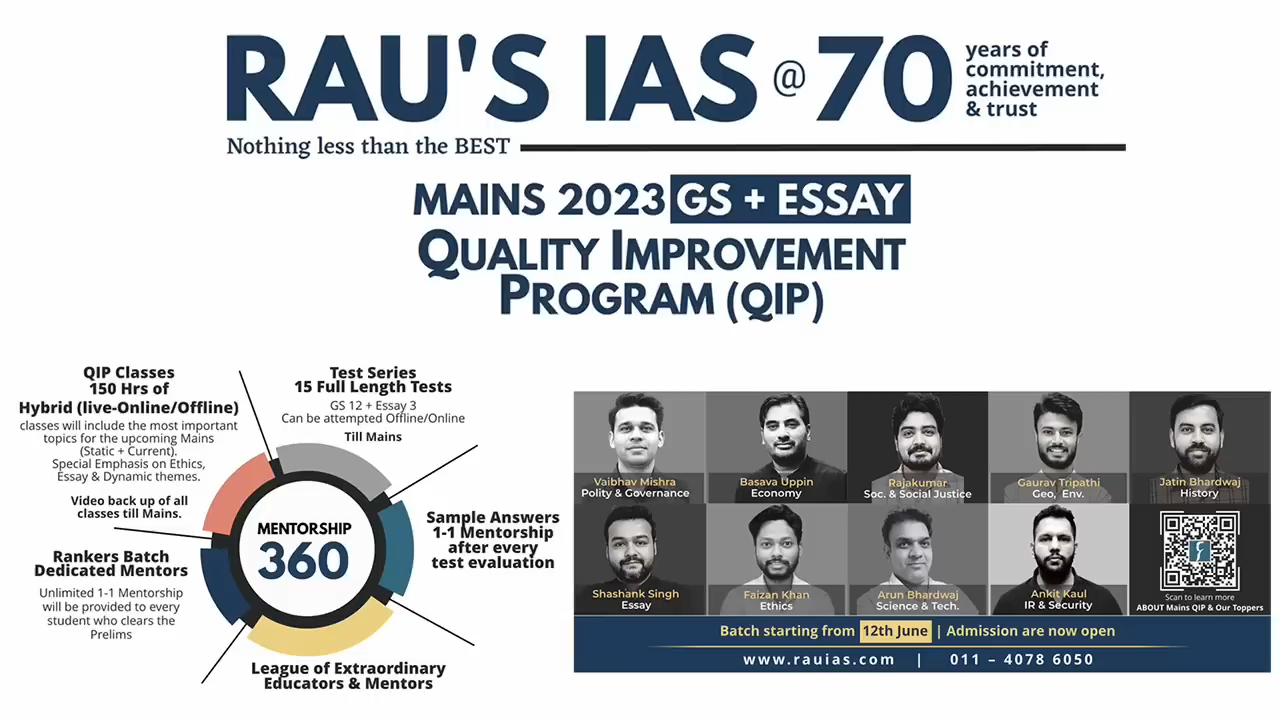 RAU'S IAS @ 70
years of
commitment,
achievement
& trust
Nothing less than the BEST
MAINS 2023 GS + ESSAY
QUALITY IMPROVEMENT
PROGRAM (QIP)
QIP Classes
150 Hrs of
Hybrid (live-Online/Offline)
classes will include the most important
topics for the upcoming Mains
(Static + Current).
Special Emphasis on Ethics,
Essay & Dynamic themes.
Video back up of all
classes till Mains.
Test Series
15 Full Length Tests
GS 12 + Essay 3
Can be attempted Offline/Online
Till Mains
Sample Answers
1-1 Mentorship
after every
test evaluation
MENTORSHIP
360
Rankers Batch
Dedicated Mentors
Unlimited 1-1 Mentorship
will be provided to every
student who clears the
Prelims
League of Extraordinary
Educators & Mentors
Vaibhav Mishra
Polity & Governance
Basava Uppin
Economy
Rajakumar
Soc. & Social Justice
Gaurav Tripathi
Geo, Env.
Jatin Bhardwaj
History
Shashank Singh
Essay
Faizan Khan
Ethics
Arun Bhardwaj
Science & Tech.
Ankit Kaul
IR & Security
Scan to learn more
ABOUT Mains QIP & Our Toppers
Batch starting from 12th June | Admission are now open
www.rauias.com | 011 – 4078 6050